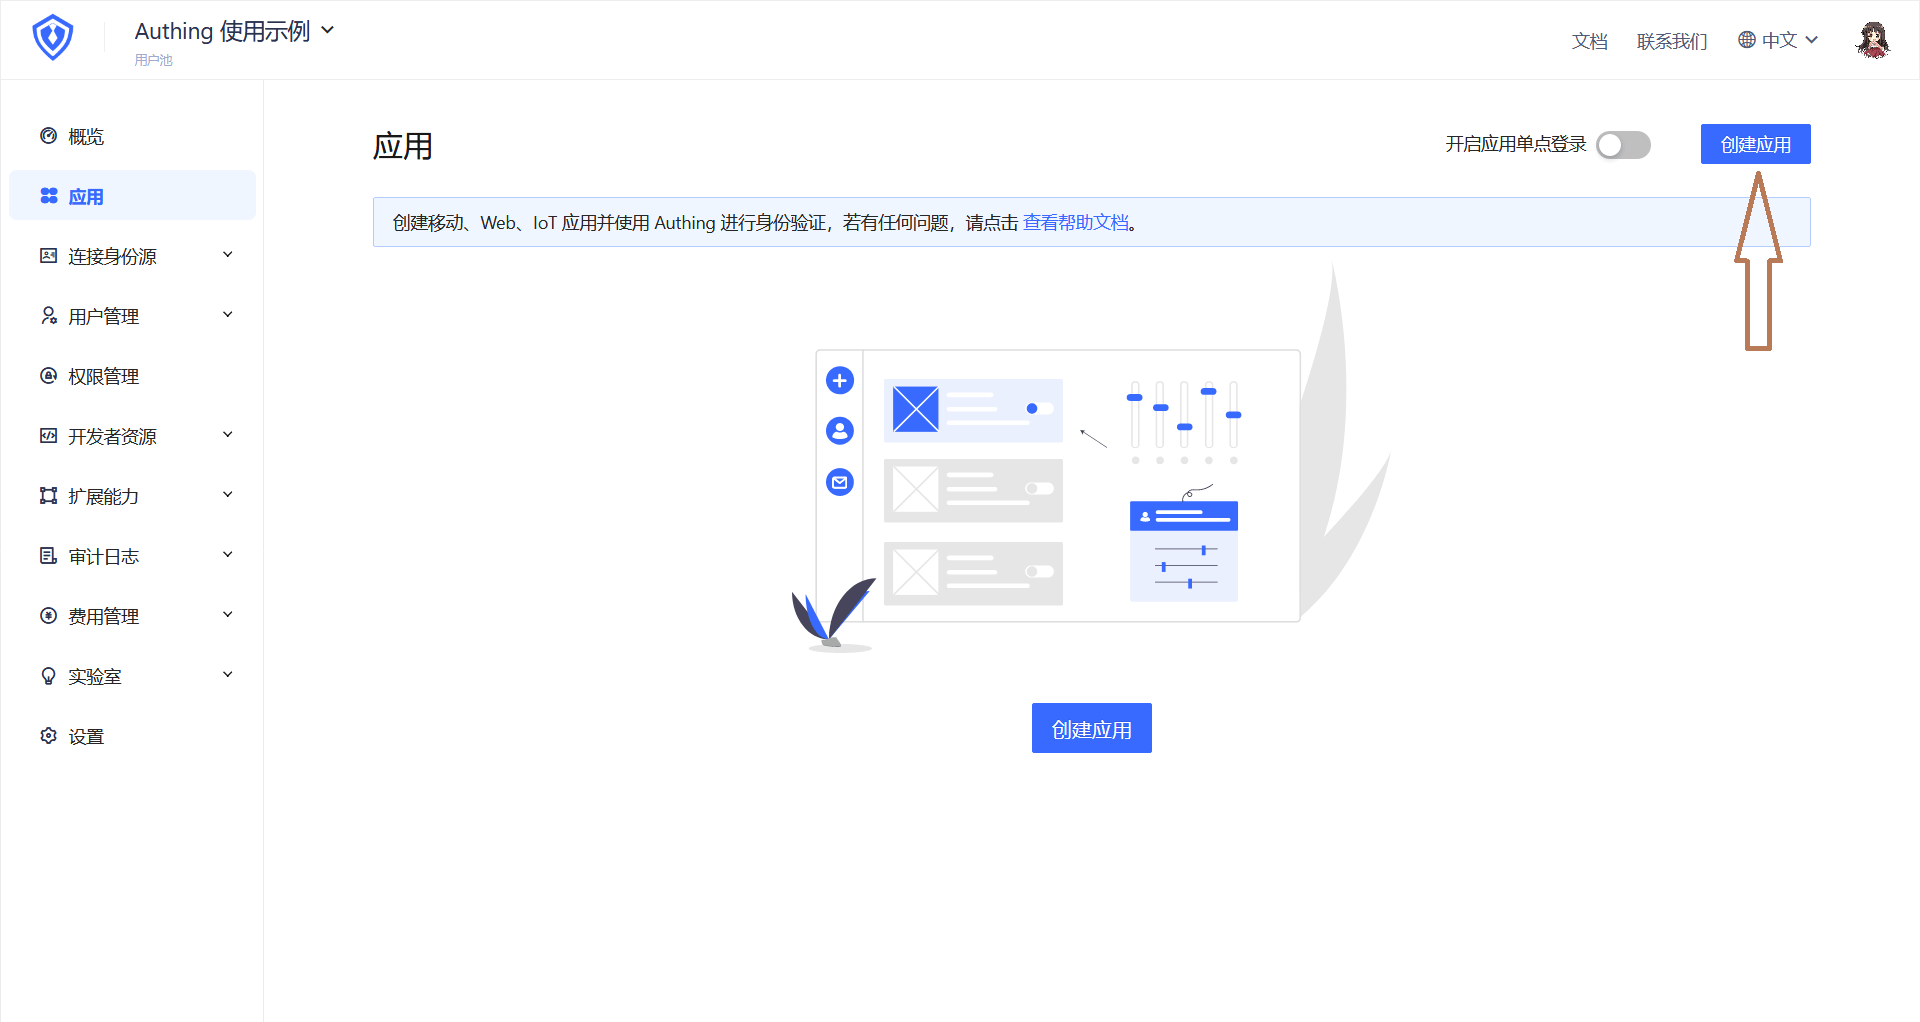 Authing 使用示例
用户池
文档
联系我们
中文
概览
应用
连接身份源
用户管理
权限管理
开发者资源
扩展能力
审计日志
费用管理
实验室
设置
应用
开启应用单点登录
创建应用
创建移动、Web、IoT 应用并使用 Authing 进行身份验证，若有任何问题，请点击 查看帮助文档。
创建应用